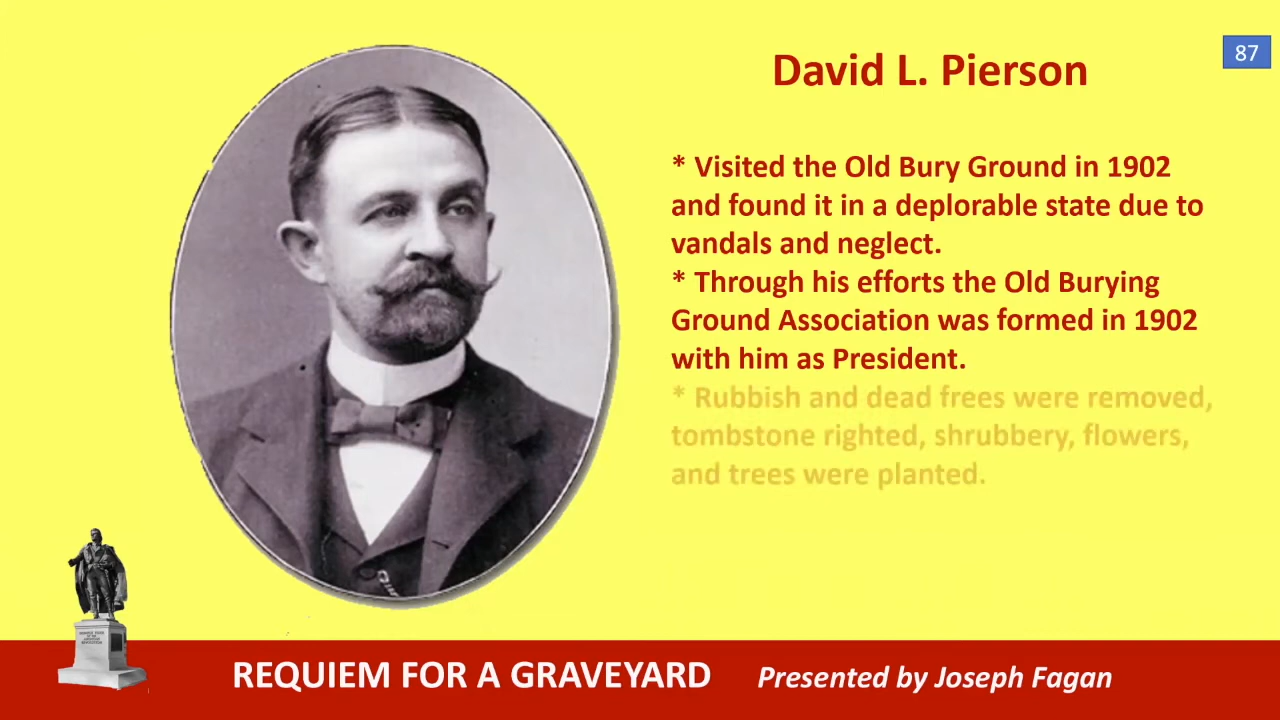 David L. Pierson
87
* Visited the Old Bury Ground in 1902
and found it in a deplorable state due to
vandals and neglect.
* Through his efforts the Old Burying
Ground Association was formed in 1902
with him as President.
* Rubbish and dead frees were removed,
tombstone righted, shrubbery, flowers,
and trees were planted.
REQUIEM FOR A GRAVEYARD
Presented by Joseph Fagan